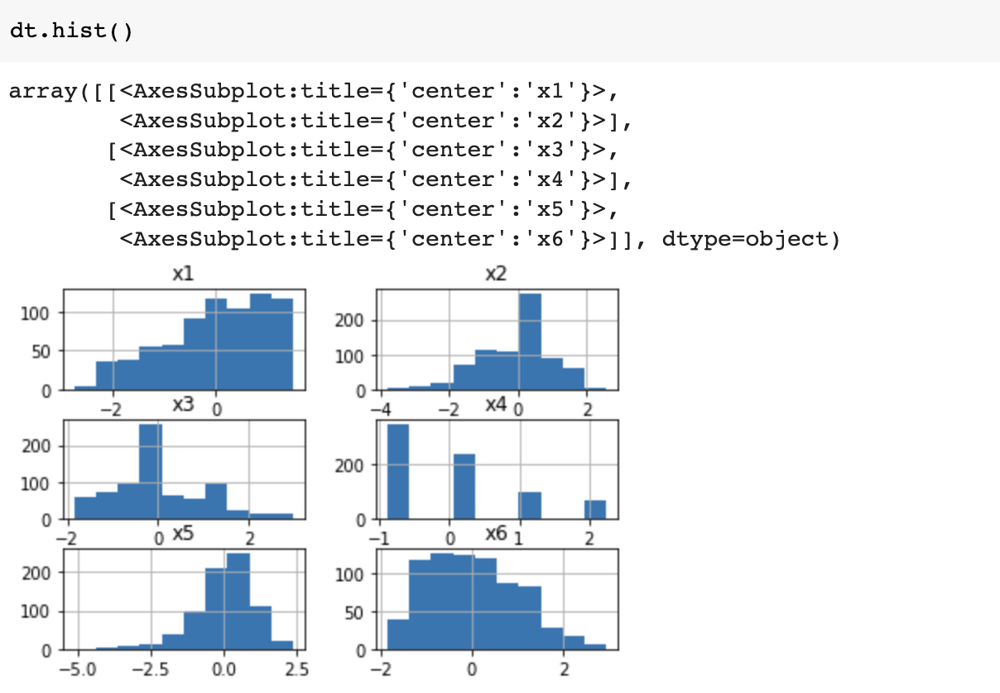 dt.hist()
array([[<AxesSubplot:title={'center':'x1'}>,
        <AxesSubplot:title={'center':'x2'}>],
       [<AxesSubplot:title={'center':'x3'}>,
        <AxesSubplot:title={'center':'x4'}>],
       [<AxesSubplot:title={'center':'x5'}>,
        <AxesSubplot:title={'center':'x6'}>]], dtype=object)
x1
100
50
0
−2 0
x2
200
100
0
−4 −2 0 2
x3
200
100
0
−2 0 2
x4
200
0
−1 0 1 2
x5
200
100
0
−5.0 −2.5 0.0 2.5
x6
100
50
0
−2 0 2